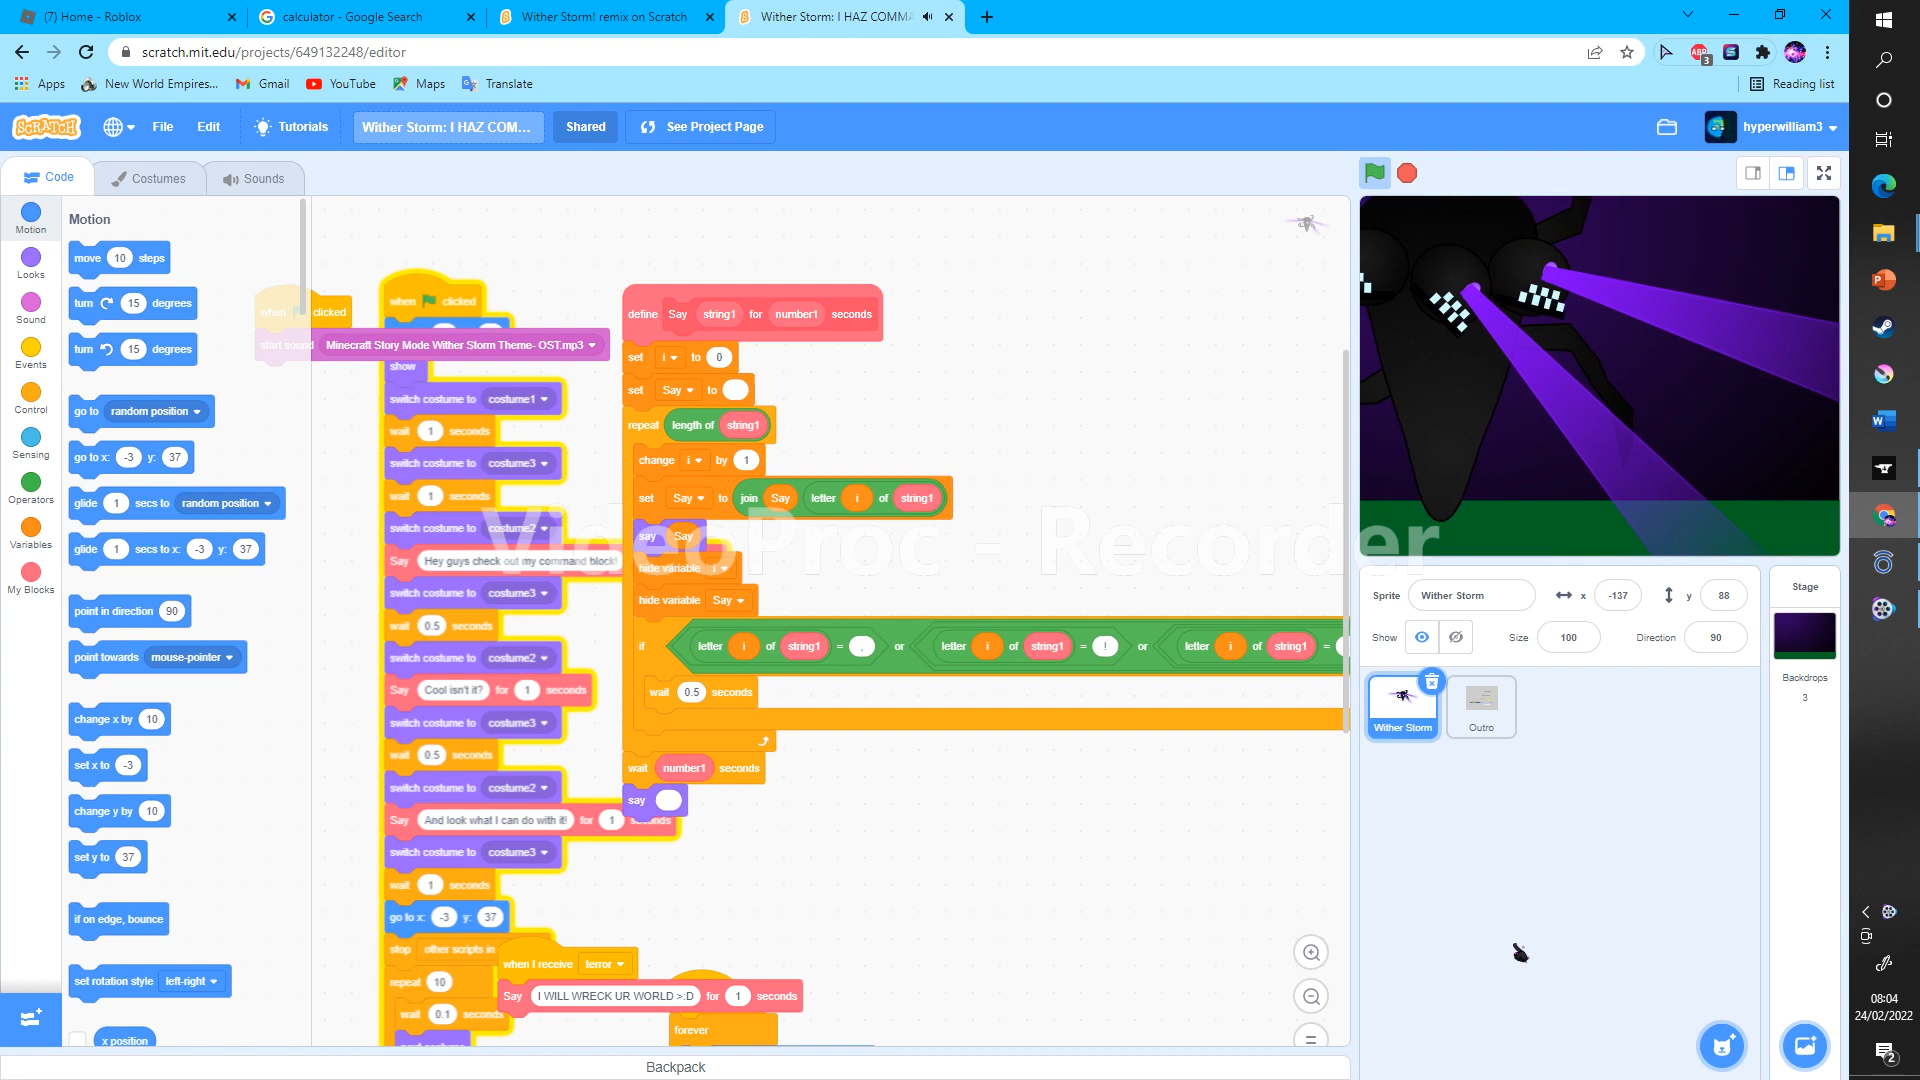 (7) Home - Roblox
calculator - Google Search
Wither Storm! remix on Scratch
Wither Storm: I HAZ COMMA
scratch.mit.edu/projects/649132248/editor
ABP
3
Apps
New World Empires...
Gmail
YouTube
Maps
Translate
Reading list
SCRATCH
File
Edit
Tutorials
Wither Storm: I HAZ COM...
Shared
See Project Page
hyperwilliam3
Code
Costumes
Sounds
Motion
Looks
Sound
Events
Control
Sensing
Operators
Variables
My Blocks
Motion
move 10 steps
turn 15 degrees
turn 15 degrees
go to random position
go to x: -3 y: 37
glide 1 secs to random position
glide 1 secs to x: -3 y: 37
point in direction 90
point towards mouse-pointer
change x by 10
set x to -3
change y by 10
set y to 37
if on edge, bounce
set rotation style left-right
x position
when clicked
start sound Minecraft Story Mode Wither Storm Theme- OST.mp3
when clicked
show
switch costume to costume1
wait 1 seconds
switch costume to costume3
wait 1 seconds
switch costume to costume2
Say Hey guys check out my command block!
switch costume to costume3
wait 0.5 seconds
switch costume to costume2
Say Cool isn't it? for 1 seconds
switch costume to costume3
wait 0.5 seconds
switch costume to costume2
Say And look what I can do with it! for 1 seconds
switch costume to costume3
wait 1 seconds
go to x: -3 y: 37
stop other scripts in
repeat 10
wait 0.1 seconds
next costume
define Say string1 for number1 seconds
set i to 0
set Say to
repeat length of string1
change i by 1
set Say to join Say letter i of string1
say Say
hide variable i
hide variable Say
if letter i of string1 = , or letter i of string1 = ! or letter i of string1 =
wait 0.5 seconds
wait number1 seconds
say
when I receive terror
Say I WILL WRECK UR WORLD >:D for 1 seconds
forever
VideoProc - Recorder
Backpack
Sprite Wither Storm x -137 y 88
Show Size 100 Direction 90
Wither Storm
Outro
Stage
Backdrops
3
08:04
24/02/2022
2